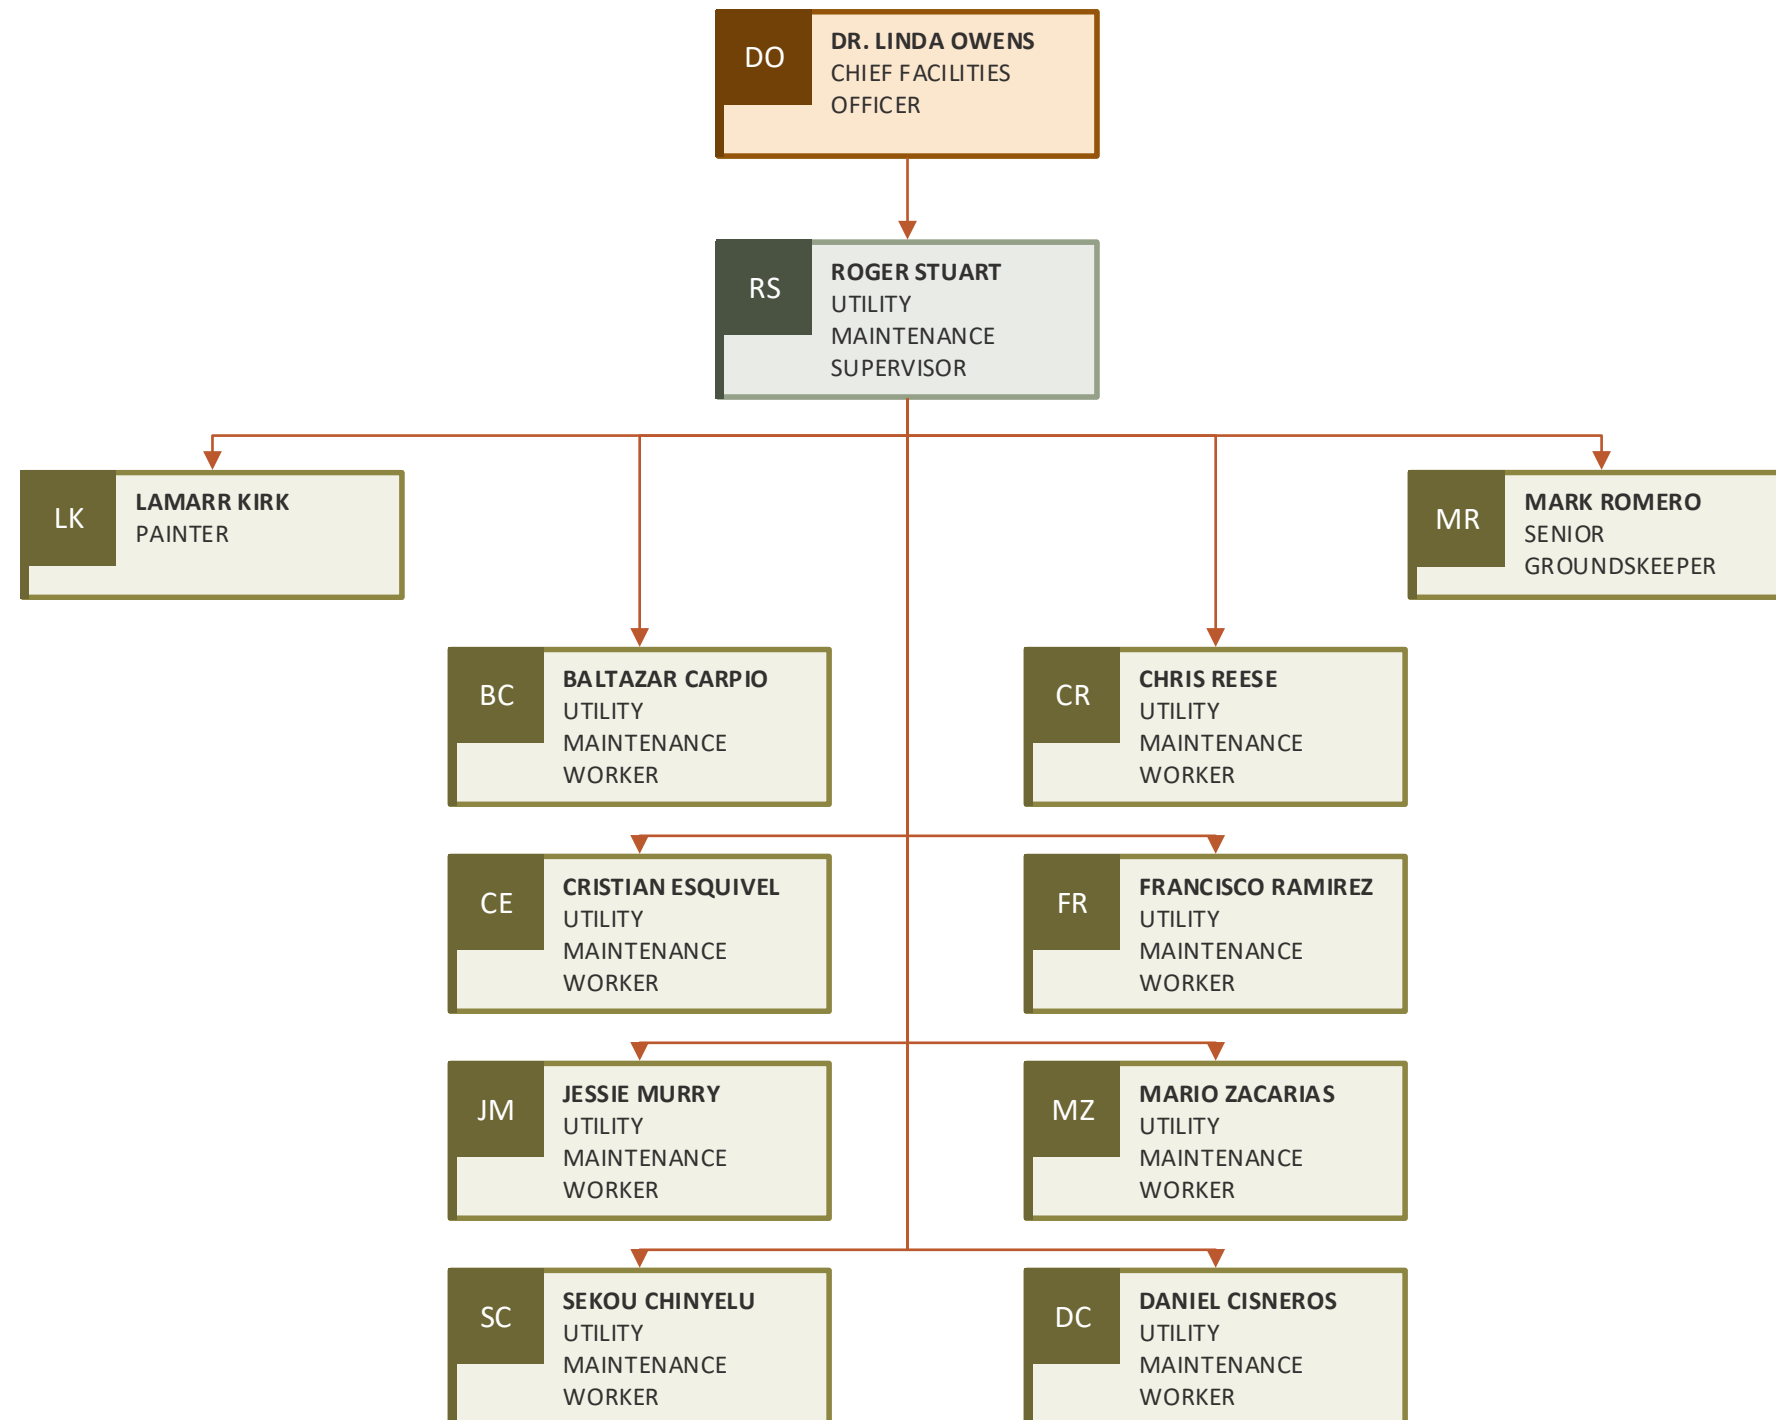 DO
DR. LINDA OWENS
CHIEF FACILITIES
OFFICER
RS
ROGER STUART
UTILITY
MAINTENANCE
SUPERVISOR
LK
LAMARR KIRK
PAINTER
MR
MARK ROMERO
SENIOR
GROUNDSKEEPER
BC
BALTAZAR CARPIO
UTILITY
MAINTENANCE
WORKER
CR
CHRIS REESE
UTILITY
MAINTENANCE
WORKER
CE
CRISTIAN ESQUIVEL
UTILITY
MAINTENANCE
WORKER
FR
FRANCISCO RAMIREZ
UTILITY
MAINTENANCE
WORKER
JM
JESSIE MURRY
UTILITY
MAINTENANCE
WORKER
MZ
MARIO ZACARIAS
UTILITY
MAINTENANCE
WORKER
SC
SEKOU CHINYELU
UTILITY
MAINTENANCE
WORKER
DC
DANIEL CISNEROS
UTILITY
MAINTENANCE
WORKER